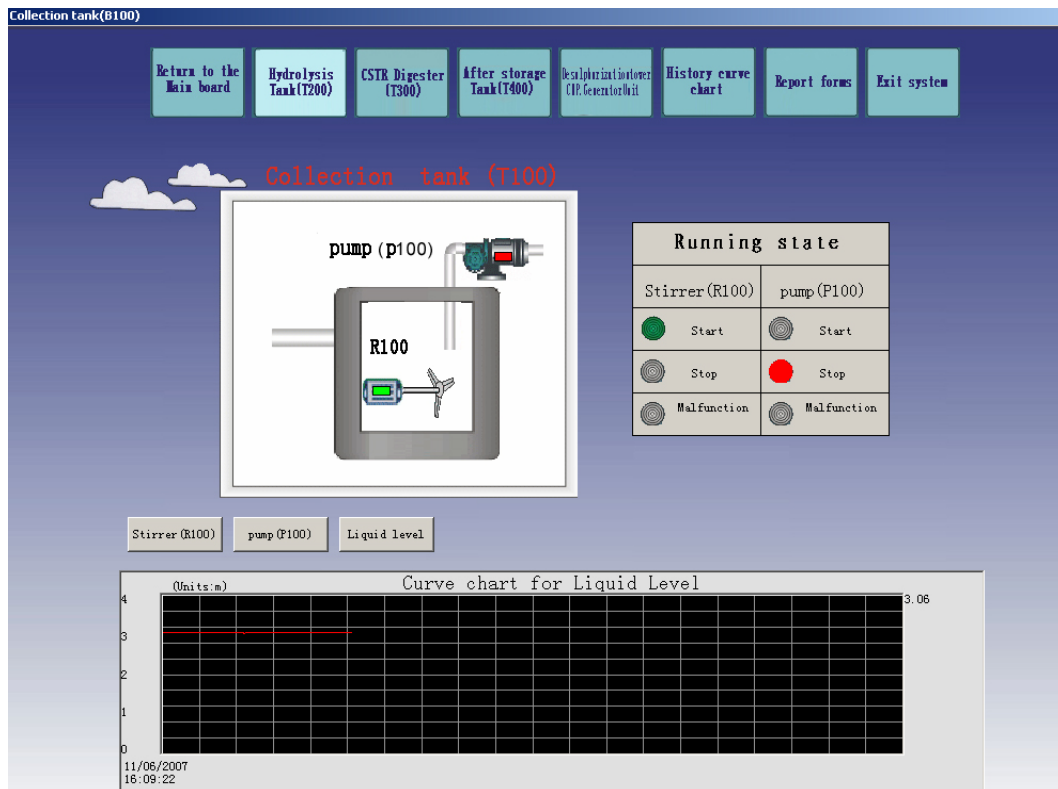 Collection tank(B100)
Return to the
Main board
Hydrolysis
Tank(T200)
CSTR Digester
(T300)
After storage
Tank(T400)
Desulphurizationtower
CHP. GeneratorUnit
History curve
chart
Report forms
Exit system
Collection tank (T100)
pump (p100)
R100
Running state
Stirrer(R100)
pump(P100)
Start
Start
Stop
Stop
Malfunction
Malfunction
Stirrer(R100)
pump(P100)
Liquid level
(Units:m)
Curve chart for Liquid Level
4
3.06
3
2
1
0
11/06/2007
16:09:22